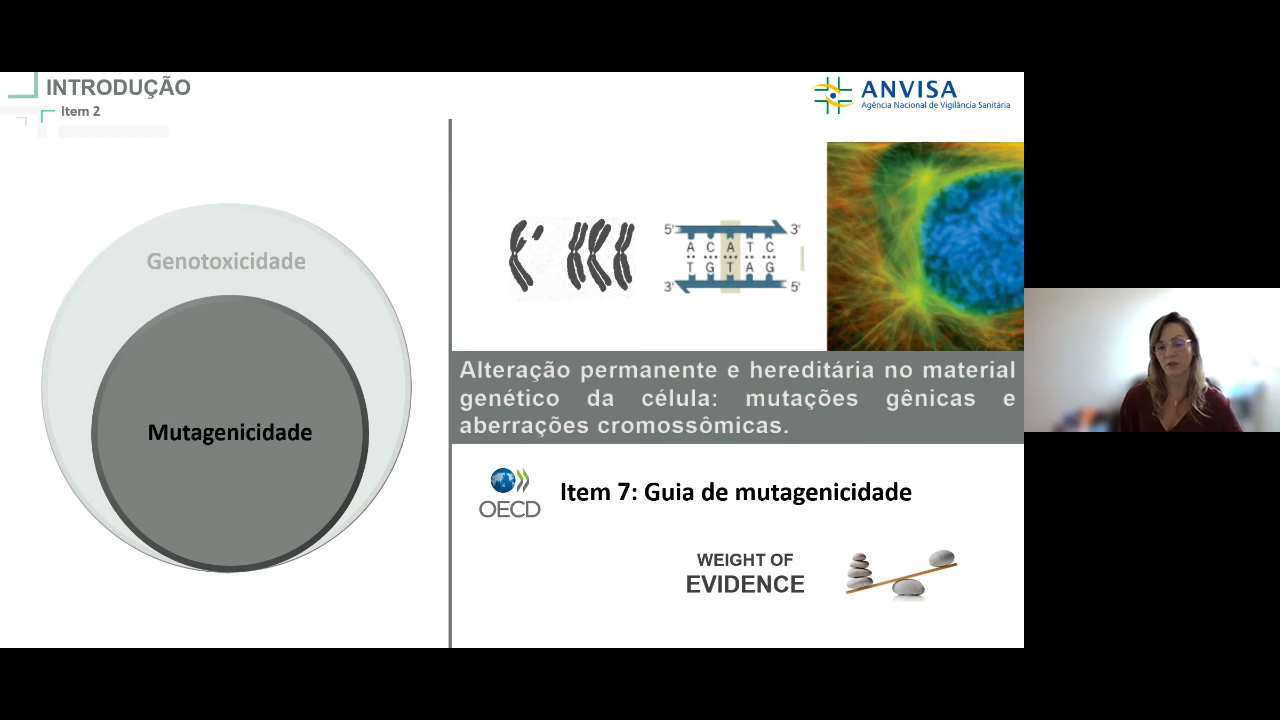 INTRODUÇÃO
Item 2
ANVISA
Agência Nacional de Vigilância Sanitária
Genotoxicidade
Mutagenicidade
5' 3'
A C A T C
T G T A G
3' 5'
Alteração permanente e hereditária no material
genético da célula: mutações gênicas e
aberrações cromossômicas.
OECD
Item 7: Guia de mutagenicidade
WEIGHT OF
EVIDENCE